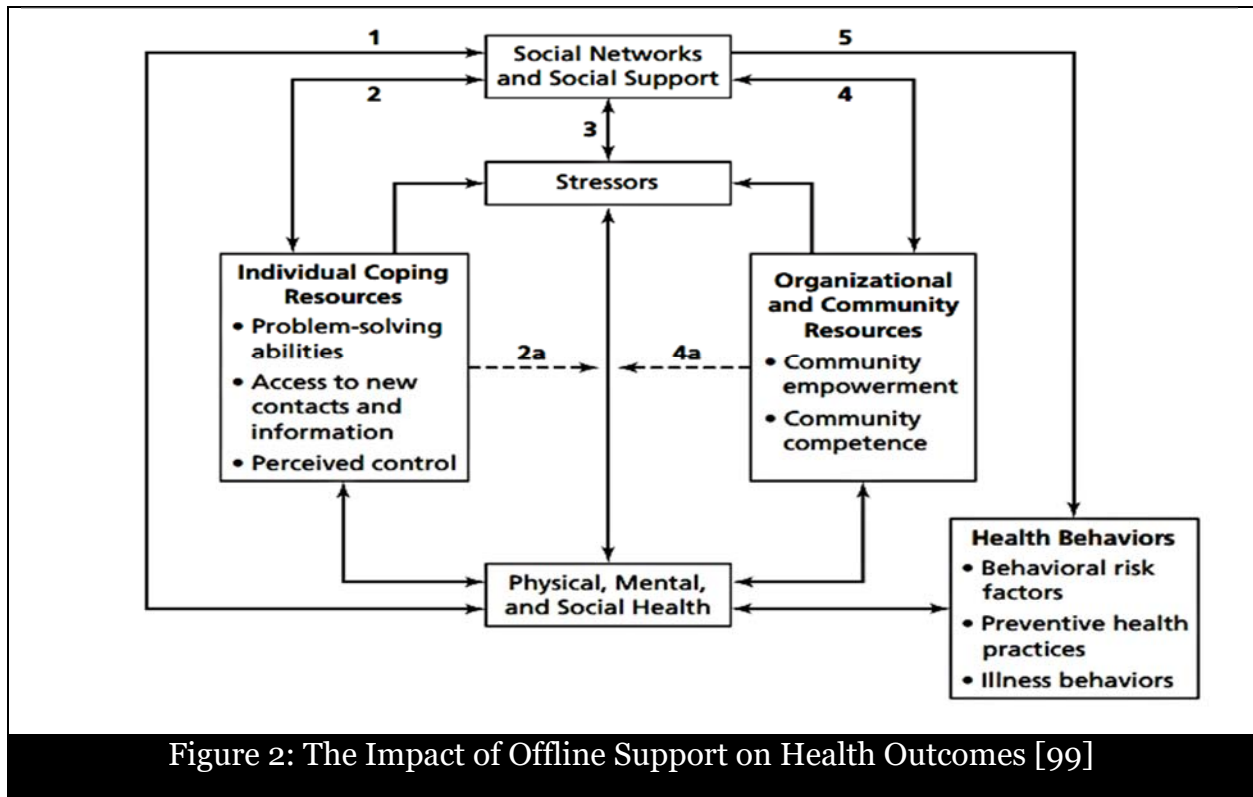 1
5
Social Networks
and Social Support
2
4
3
Stressors
Individual Coping
Resources
• Problem-solving
abilities
• Access to new
contacts and
information
• Perceived control
2a
4a
Organizational
and Community
Resources
• Community
empowerment
• Community
competence
Physical, Mental,
and Social Health
Health Behaviors
• Behavioral risk
factors
• Preventive health
practices
• Illness behaviors
Figure 2: The Impact of Offline Support on Health Outcomes [99]